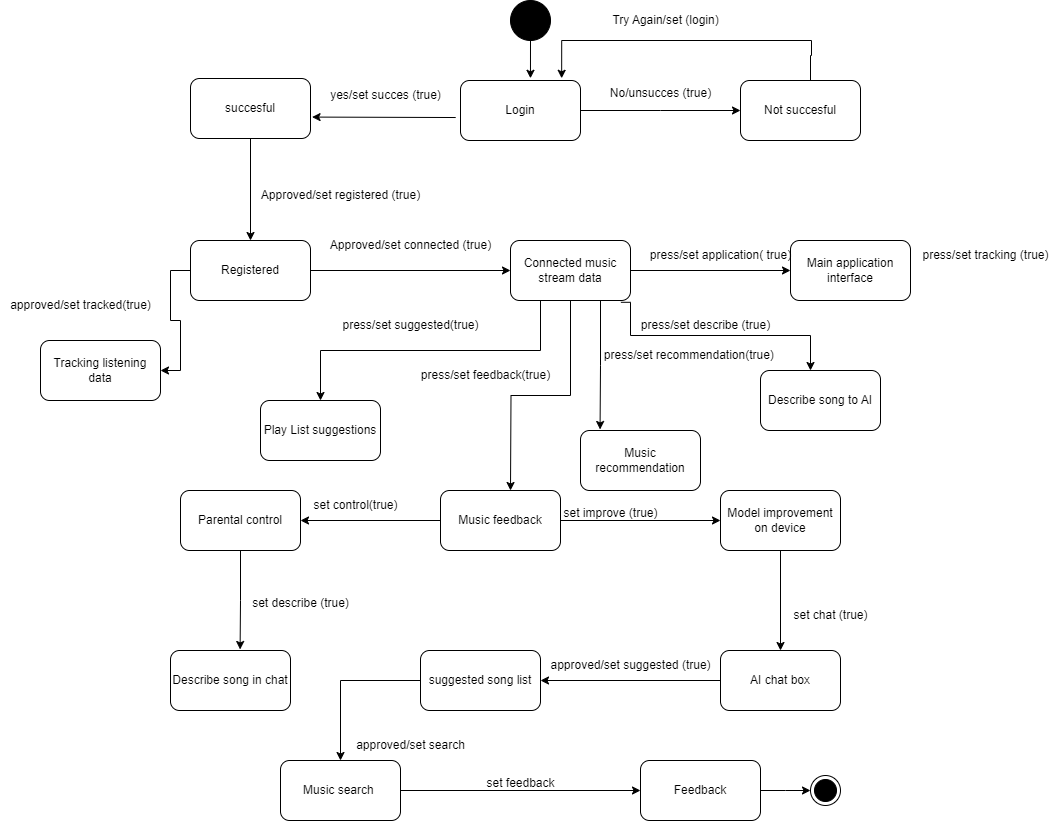 Try Again/set (login)
yes/set succes (true)
No/unsucces (true)
succesful
Login
Not succesful
Approved/set registered (true)
Approved/set connected (true)
press/set application( true)
press/set tracking (true)
Registered
Connected music
stream data
Main application
interface
approved/set tracked(true)
press/set suggested(true)
press/set describe (true)
press/set recommendation(true)
Tracking listening
data
press/set feedback(true)
Describe song to AI
Play List suggestions
Music
recommendation
set control(true)
set improve (true)
Parental control
Music feedback
Model improvement
on device
set describe (true)
set chat (true)
approved/set suggested (true)
Describe song in chat
suggested song list
AI chat box
approved/set search
set feedback
Music search
Feedback